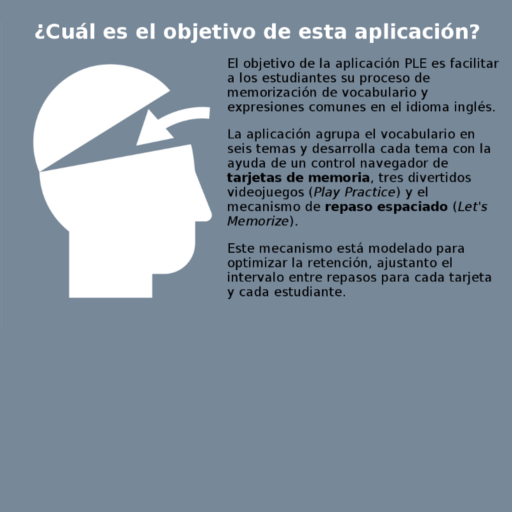 ¿Cuál es el objetivo de esta aplicación?
El objetivo de la aplicación PLE es facilitar
a los estudiantes su proceso de
memorización de vocabulario y
expresiones comunes en el idioma inglés.
La aplicación agrupa el vocabulario en
seis temas y desarrolla cada tema con la
ayuda de un control navegador de
tarjetas de memoria, tres divertidos
videojuegos (Play Practice) y el
mecanismo de repaso espaciado (Let's
Memorize).
Este mecanismo está modelado para
optimizar la retención, ajustanto el
intervalo entre repasos para cada tarjeta
y cada estudiante.